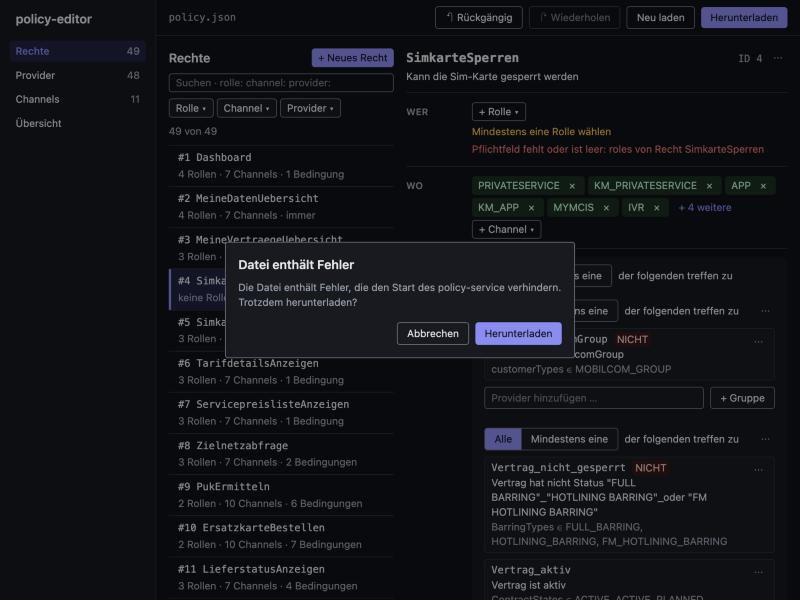 policy-editor
Rechte 49
Provider 48
Channels 11
Übersicht
policy.json
Rückgängig
Wiederholen
Neu laden
Herunterladen
Rechte
+ Neues Recht
Suchen · rolle: channel: provider:
Rolle
Channel
Provider
49 von 49
#1 Dashboard
4 Rollen · 7 Channels · 1 Bedingung
#2 MeineDatenUebersicht
4 Rollen · 7 Channels · immer
#3 MeineVertraegeUebersicht
3 Rollen
#4 Simka
keine Rolle
#5 Simka
3 Rollen ·
#6 TarifdetailsAnzeigen
3 Rollen · 7 Channels · 1 Bedingung
#7 ServicepreislisteAnzeigen
3 Rollen · 7 Channels · 1 Bedingung
#8 Zielnetzabfrage
3 Rollen · 7 Channels · 2 Bedingungen
#9 PukErmitteln
2 Rollen · 10 Channels · 6 Bedingungen
#10 ErsatzkarteBestellen
2 Rollen · 10 Channels · 7 Bedingungen
#11 LieferstatusAnzeigen
3 Rollen · 7 Channels · 4 Bedingungen
SimkarteSperren ID 4 ...
Kann die Sim-Karte gesperrt werden
WER
+ Rolle
Mindestens eine Rolle wählen
Pflichtfeld fehlt oder ist leer: roles von Recht SimkarteSperren
WO
PRIVATESERVICE × KM_PRIVATESERVICE × APP ×
KM_APP × MYMCIS × IVR × + 4 weitere
+ Channel
s eine der folgenden treffen zu
s eine der folgenden treffen zu ...
Group NICHT ...
comGroup
customerTypes ∈ MOBILCOM_GROUP
Provider hinzufügen ...
+ Gruppe
Alle Mindestens eine der folgenden treffen zu ...
Vertrag_nicht_gesperrt NICHT ...
Vertrag hat nicht Status "FULL
BARRING"_"HOTLINING BARRING"_oder "FM
HOTLINING BARRING"
BarringTypes ∈ FULL_BARRING,
HOTLINING_BARRING, FM_HOTLINING_BARRING
Vertrag_aktiv ...
Vertrag ist aktiv
ContractStates ∈ ACTIVE, ACTIVE_PLANNED
Datei enthält Fehler
Die Datei enthält Fehler, die den Start des policy-service verhindern.
Trotzdem herunterladen?
Abbrechen
Herunterladen